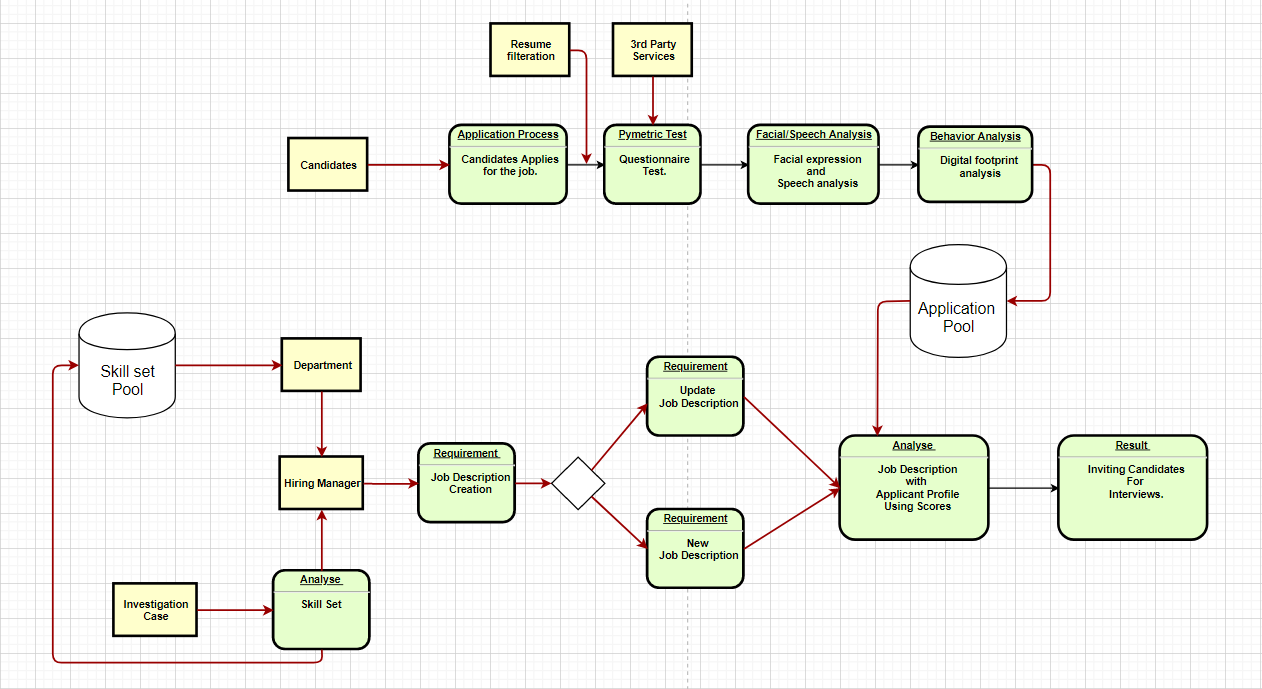 Resume
filteration
3rd Party
Services
Candidates
Application Process
Candidates Applies
for the job.
Pymetric Test
Questionnaire
Test.
Facial/Speech Analysis
Facial expression
and
Speech analysis
Behavior Analysis
Digital footprint
analysis
Application
Pool
Skill set
Pool
Department
Hiring Manager
Requirement
Job Description
Creation
Requirement
Update
Job Description
Requirement
New
Job Description
Analyse
Job Description
with
Applicant Profile
Using Scores
Result
Inviting Candidates
For
Interviews.
Investigation
Case
Analyse
Skill Set